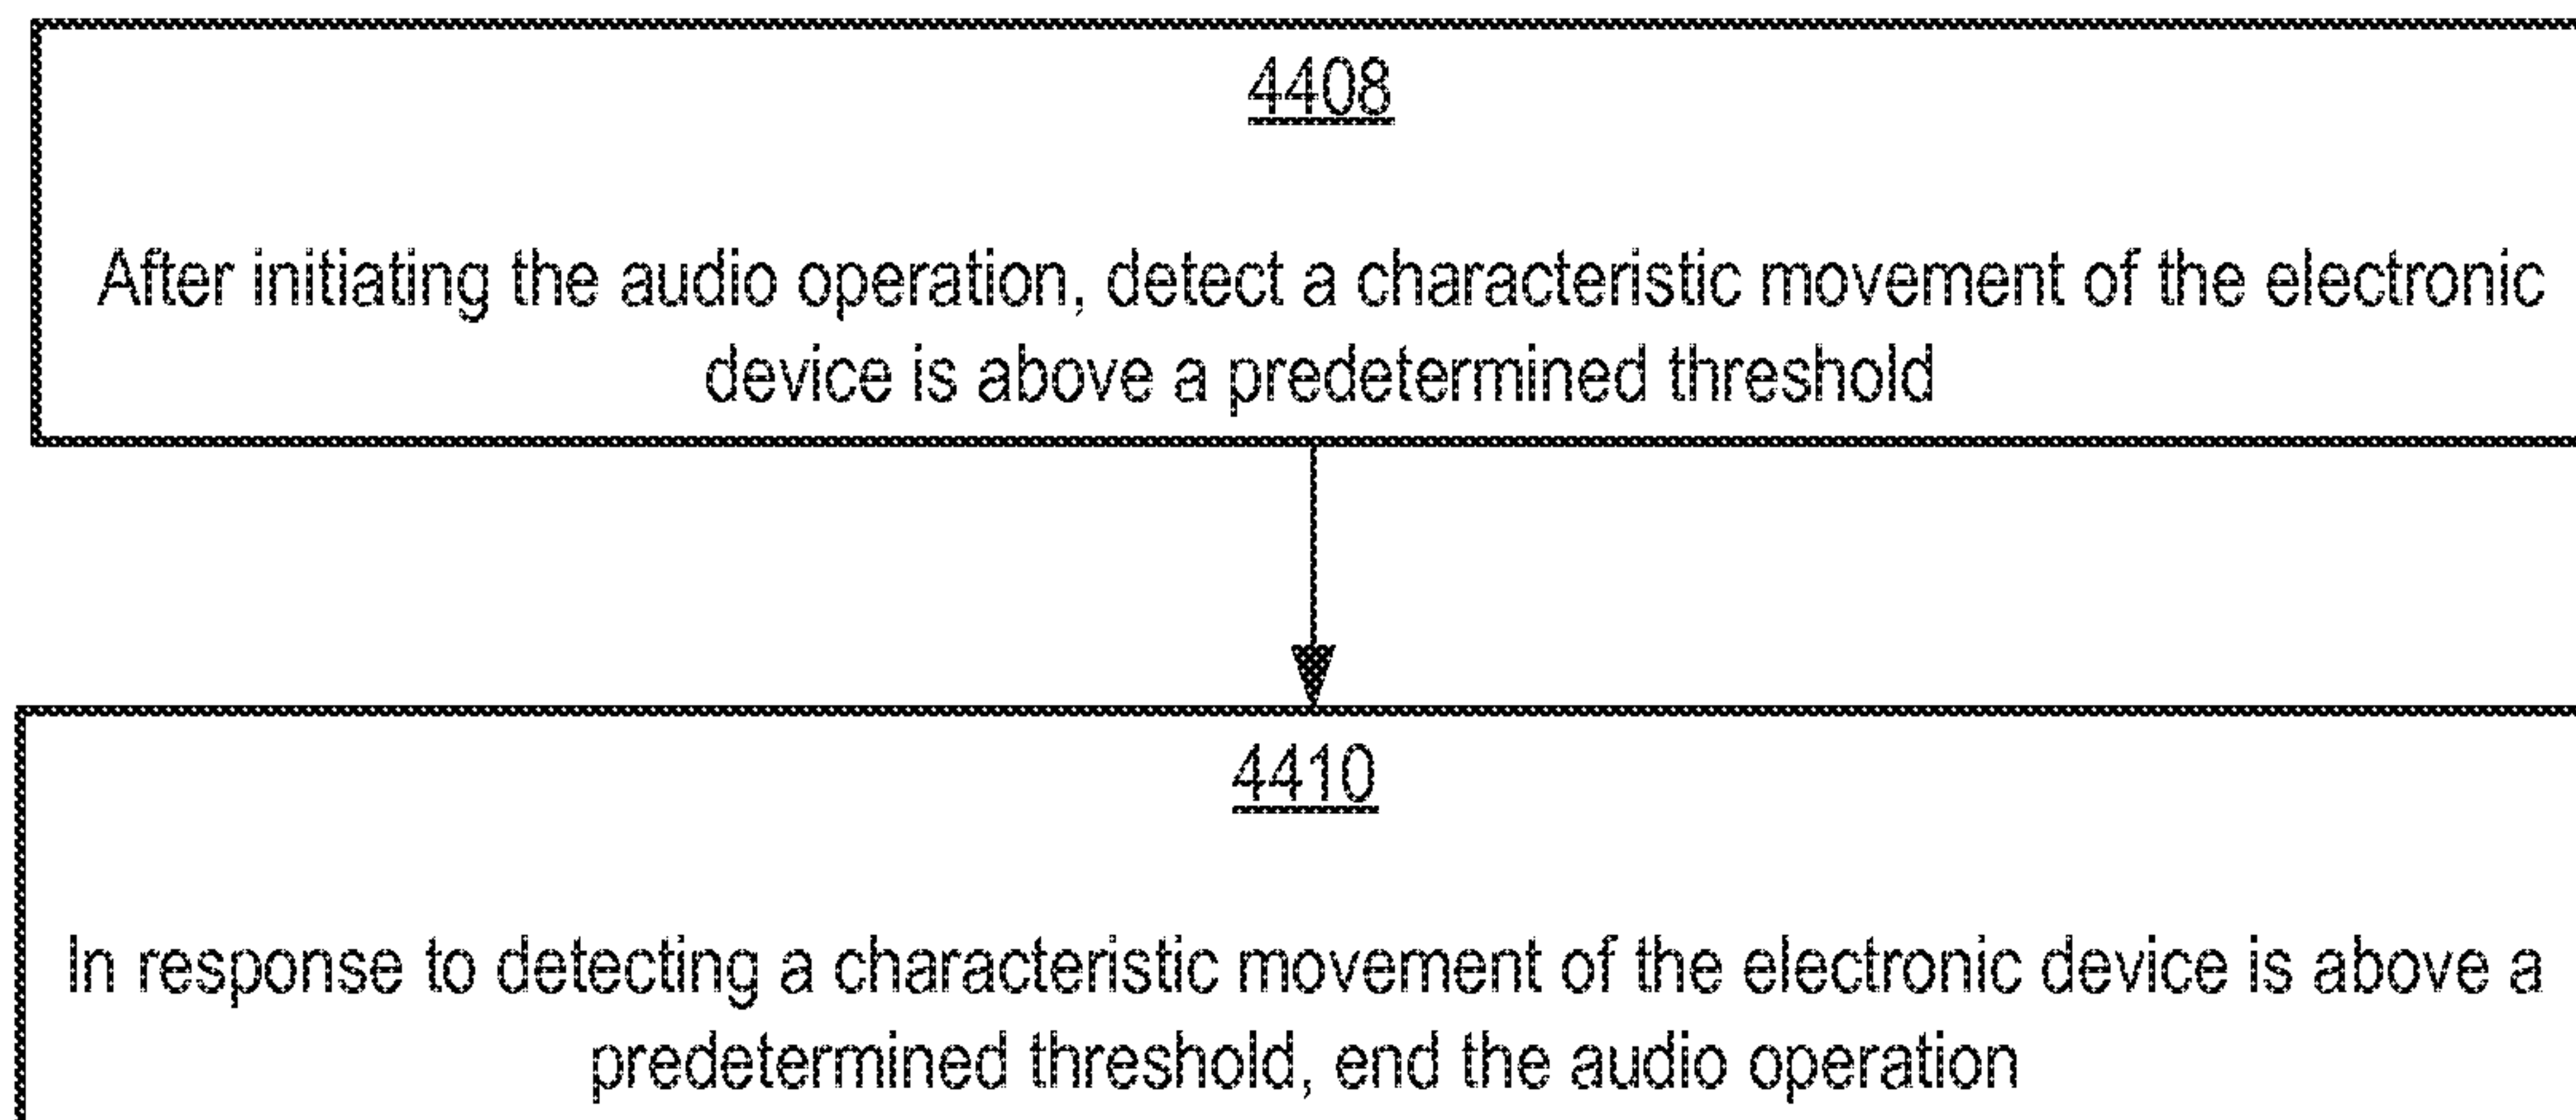 4408
After initiating the audio operation, detect a characteristic movement of the electronic
device is above a predetermined threshold
4410
In response to detecting a characteristic movement of the electronic device is above a
predetermined threshold, end the audio operation